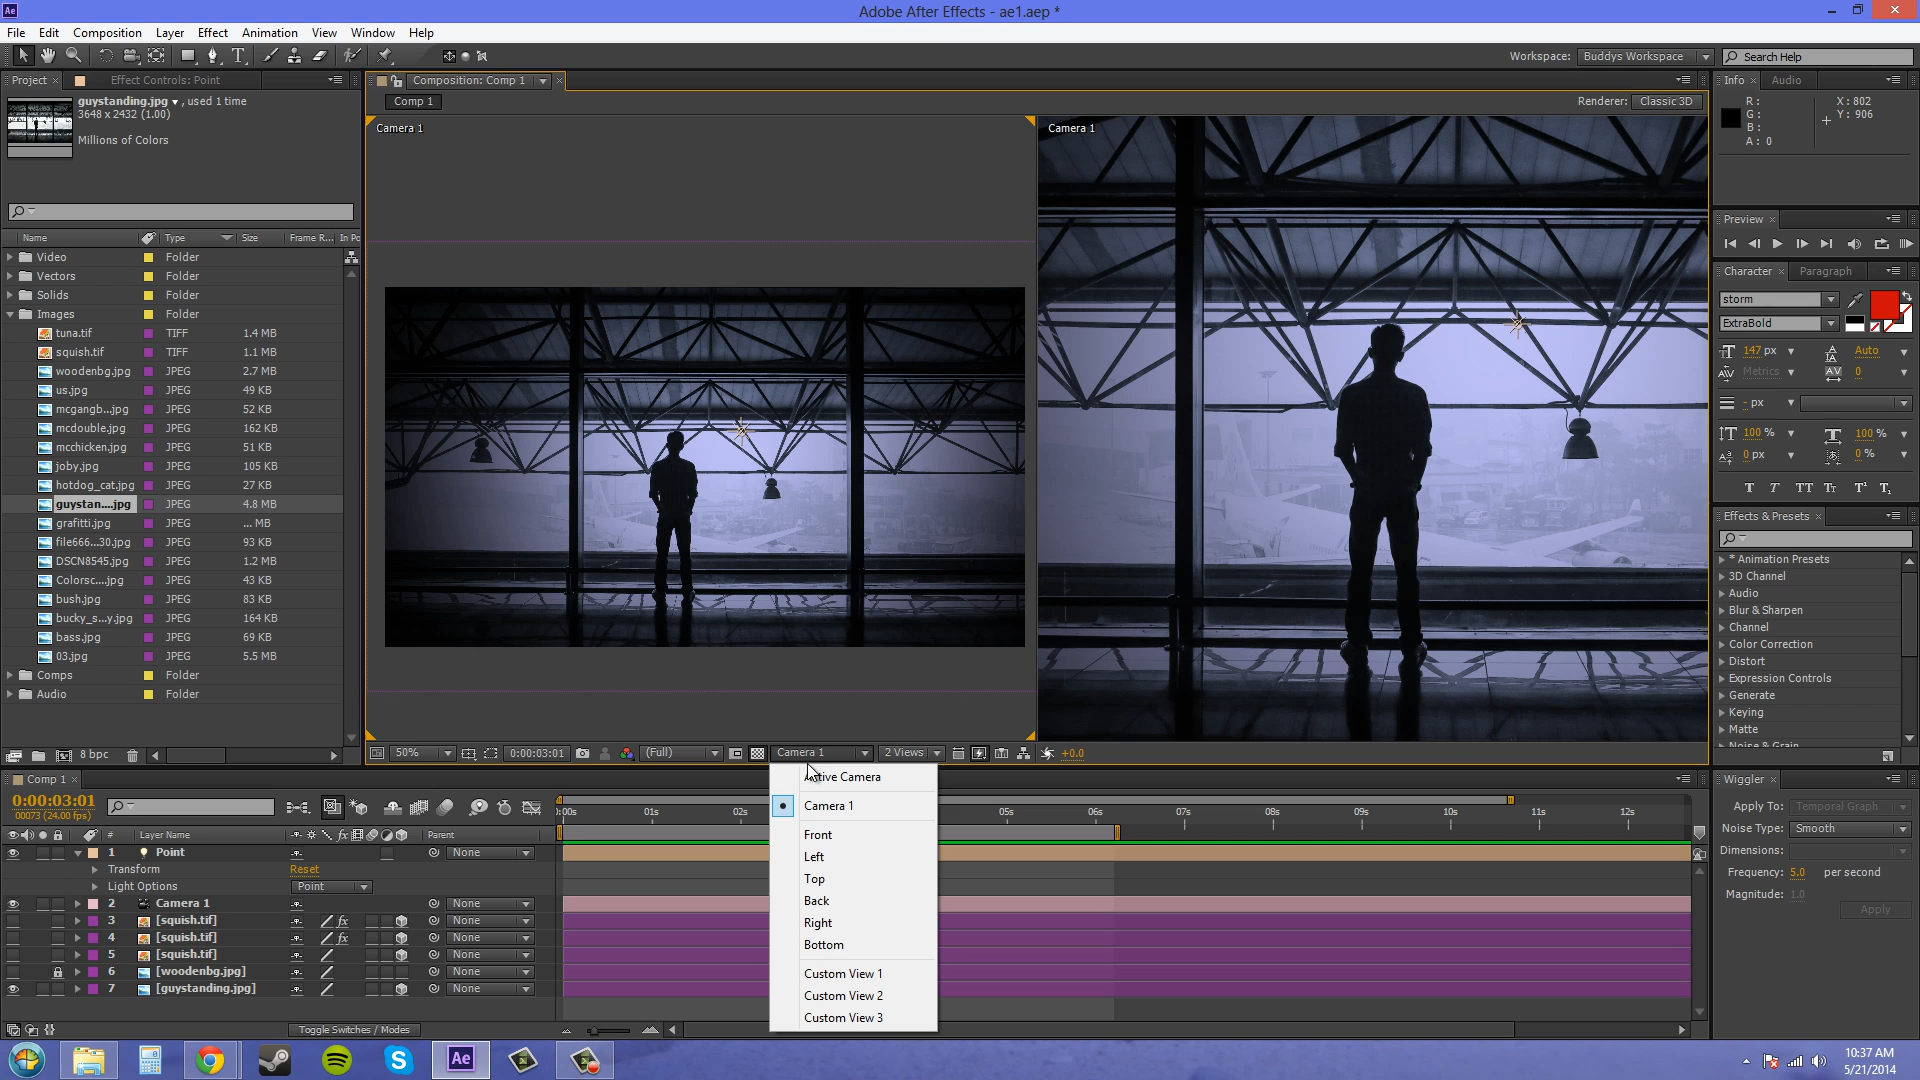 Ae
Adobe After Effects - ae1.aep *
File Edit Composition Layer Effect Animation View Window Help
Workspace: Buddys Workspace
Search Help
Project
Effect Controls: Point
Composition: Comp 1
Info
Audio
guystanding.jpg , used 1 time
3648 x 2432 (1.00)
Millions of Colors
Comp 1
Renderer: Classic 3D
Camera 1
Camera 1
R :
G :
B :
A : 0
X : 802
Y : 906
Preview
Name Type Size Frame R... In Po
Video Folder
Vectors Folder
Solids Folder
Images Folder
tuna.tif TIFF 1.4 MB
squish.tif TIFF 1.1 MB
woodenbg.jpg JPEG 2.7 MB
us.jpg JPEG 49 KB
mcgangb...jpg JPEG 52 KB
mcdouble.jpg JPEG 162 KB
mcchicken.jpg JPEG 51 KB
joby.jpg JPEG 105 KB
hotdog_cat.jpg JPEG 27 KB
guystan....jpg JPEG 4.8 MB
grafitti.jpg JPEG ... MB
file666...30.jpg JPEG 93 KB
DSCN8545.jpg JPEG 1.2 MB
Colorsc....jpg JPEG 43 KB
bush.jpg JPEG 83 KB
bucky_s...y.jpg JPEG 164 KB
bass.jpg JPEG 69 KB
03.jpg JPEG 5.5 MB
Comps Folder
Audio Folder
8 bpc
Character
Paragraph
storm
ExtraBold
147 px
Auto
Metrics
0
- px
100 %
100 %
0 px
0 %
T T TT Tt T¹ T₁
Effects & Presets
* Animation Presets
3D Channel
Audio
Blur & Sharpen
Channel
Color Correction
Distort
Expression Controls
Generate
Keying
Matte
Noise & Grain
50% 0:00:03:01 (Full) Camera 1 2 Views +0.0
Active Camera
Camera 1
Front
Left
Top
Back
Right
Bottom
Custom View 1
Custom View 2
Custom View 3
Comp 1
0:00:03:01
00073 (24.00 fps)
:00s 01s 02s 05s 06s 07s 08s 09s 10s 11s 12s
# Layer Name Parent
1 Point None
Transform Reset
Light Options Point
2 Camera 1 None
3 [squish.tif] fx None
4 [squish.tif] fx None
5 [squish.tif] None
6 [woodenbg.jpg] None
7 [guystanding.jpg] None
Toggle Switches / Modes
Wiggler
Apply To: Temporal Graph
Noise Type: Smooth
Dimensions:
Frequency: 5.0 per second
Magnitude: 1.0
Apply
Ae
10:37 AM
5/21/2014